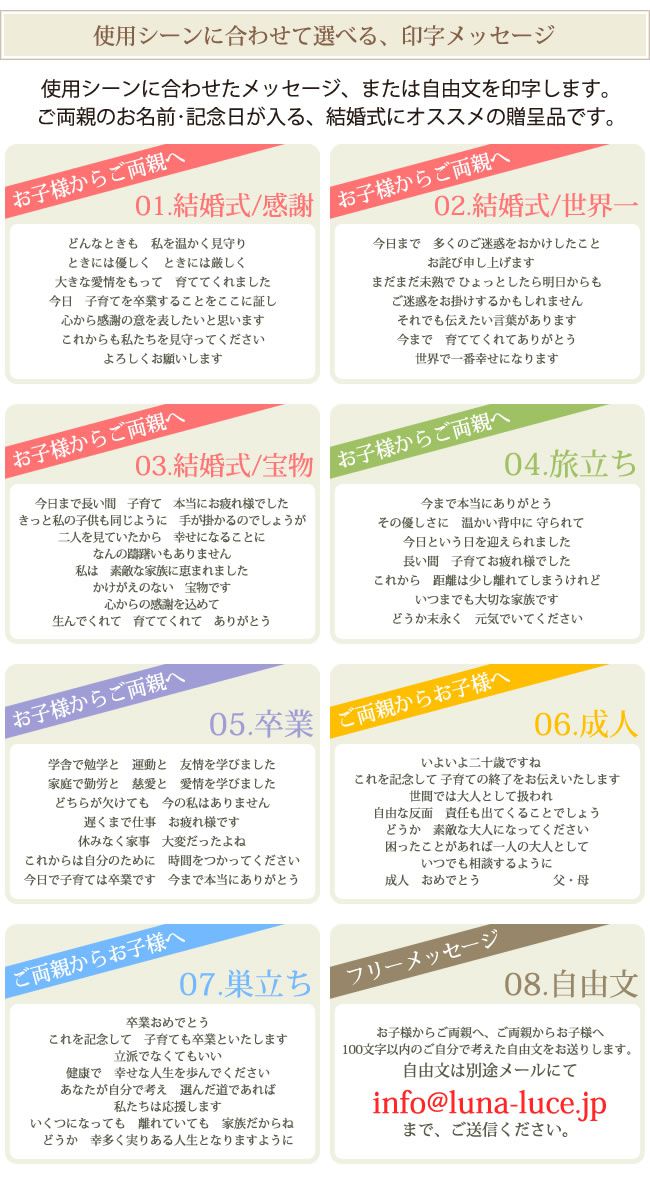 使用シーンに合わせて選べる、印字メッセージ
使用シーンに合わせたメッセージ、または自由文を印字します。
ご両親のお名前･記念日が入る、結婚式にオススメの贈呈品です。
お子様からご両親へ
01.結婚式/感謝
どんなときも　私を温かく見守り
ときには優しく　ときには厳しく
大きな愛情をもって　育ててくれました
今日　子育てを卒業することをここに証し
心から感謝の意を表したいと思います
これからも私たちを見守ってください
よろしくお願いします
お子様からご両親へ
02.結婚式/世界一
今日まで　多くのご迷惑をおかけしたこと
お詫び申し上げます
まだまだ未熟で ひょっとしたら明日からも
ご迷惑をお掛けするかもしれません
それでも伝えたい言葉があります
今まで　育ててくれてありがとう
世界で一番幸せになります
お子様からご両親へ
03.結婚式/宝物
今日まで長い間　子育て　本当にお疲れ様でした
きっと私の子供も同じように　手が掛かるのでしょうが
二人を見ていたから　幸せになることに
なんの躊躇いもありません
私は　素敵な家族に恵まれました
かけがえのない　宝物です
心からの感謝を込めて
生んでくれて　育ててくれて　ありがとう
お子様からご両親へ
04.旅立ち
今まで本当にありがとう
その優しさに　温かい背中に 守られて
今日という日を迎えられました
長い間　子育てお疲れ様でした
これから　距離は少し離れてしまうけれど
いつまでも大切な家族です
どうか末永く　元気でいてください
お子様からご両親へ
05.卒業
学舎で勉学と　運動と　友情を学びました
家庭で勤労と　慈愛と　愛情を学びました
どちらが欠けても　今の私はありません
遅くまで仕事　お疲れ様です
休みなく家事　大変だったよね
これからは自分のために　時間をつかってください
今日で子育ては卒業です　今まで本当にありがとう
ご両親からお子様へ
06.成人
いよいよ二十歳ですね
これを記念して 子育ての終了をお伝えいたします
世間では大人として扱われ
自由な反面　責任も出てくることでしょう
どうか　素敵な大人になってください
困ったことがあれば一人の大人として
いつでも相談するように
成人　おめでとう　　　　　　父・母
ご両親からお子様へ
07.巣立ち
卒業おめでとう
これを記念して　子育ても卒業といたします
立派でなくてもいい
健康で　幸せな人生を歩んでください
あなたが自分で考え　選んだ道であれば
私たちは応援します
いくつになっても　離れていても　家族だからね
どうか　幸多く実りある人生となりますように
フリーメッセージ
08.自由文
お子様からご両親へ、ご両親からお子様へ
100文字以内のご自分で考えた自由文をお送りします。
自由文は別途メールにて
info@luna-luce.jp
まで、ご送信ください。